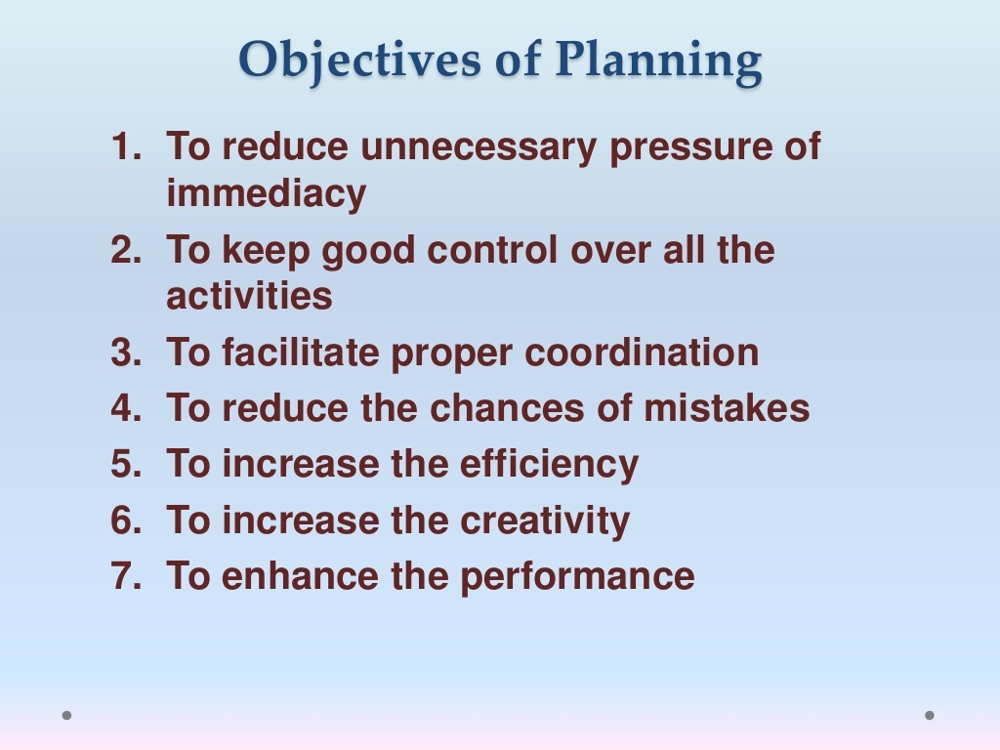 Objectives of Planning
1. To reduce unnecessary pressure of
immediacy
2. To keep good control over all the
activities
3. To facilitate proper coordination
4. To reduce the chances of mistakes
5. To increase the efficiency
6. To increase the creativity
7. To enhance the performance